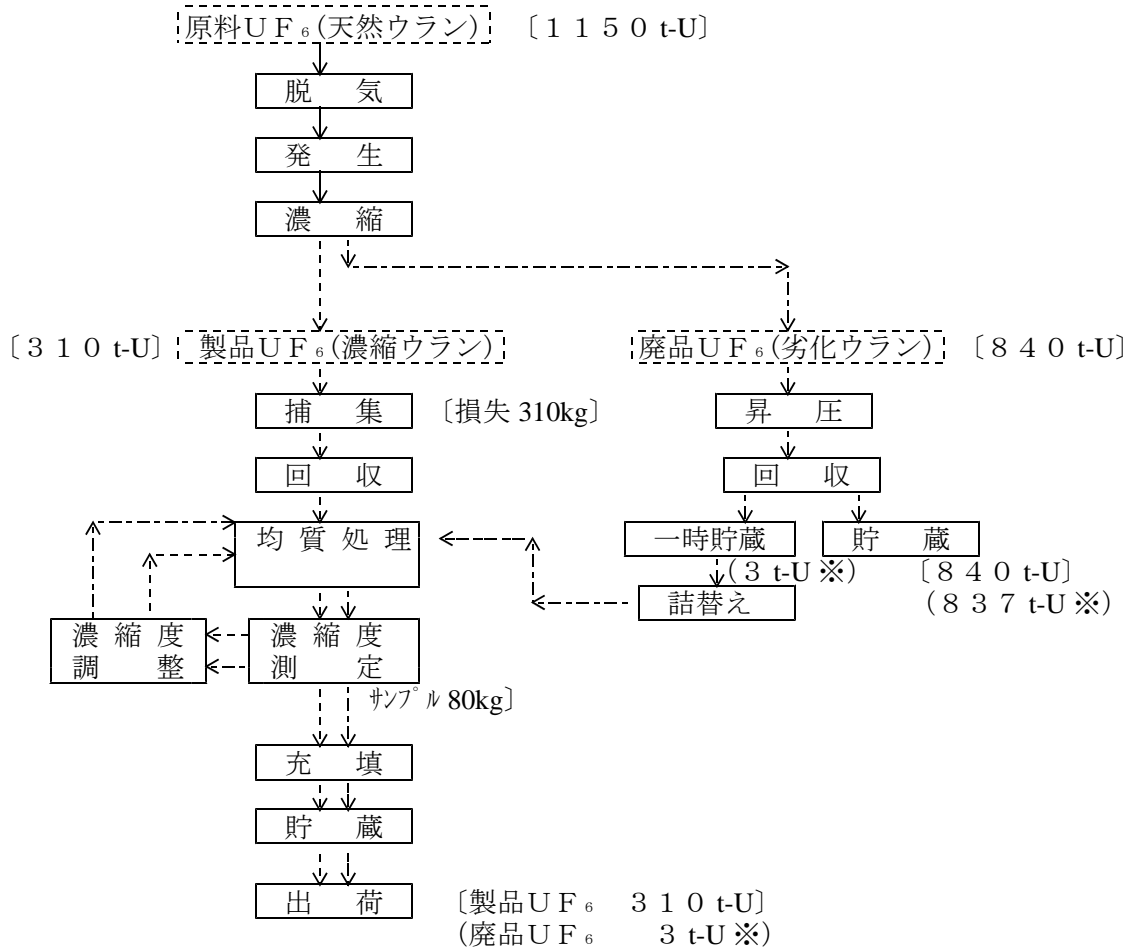 原料ＵＦ₆(天然ウラン) 〔１１５０ t-U〕
脱　気
発　生
濃　縮
〔３１０ t-U〕 製品ＵＦ₆(濃縮ウラン) 廃品ＵＦ₆(劣化ウラン) 〔８４０ t-U〕
捕　集 〔損失 310kg〕 昇　圧
回　収 回　収
均 質 処 理 一時貯蔵 貯　蔵
(３ t-U ※) 〔８４０ t-U〕
詰替え (８３７ t-U ※)
濃 縮 度 濃 縮 度
調　整 測　定
ｻﾝﾌﾟﾙ 80kg〕
充　填
貯　蔵
出　荷 〔製品ＵＦ₆　３１０ t-U〕
(廃品ＵＦ₆　３ t-U ※)